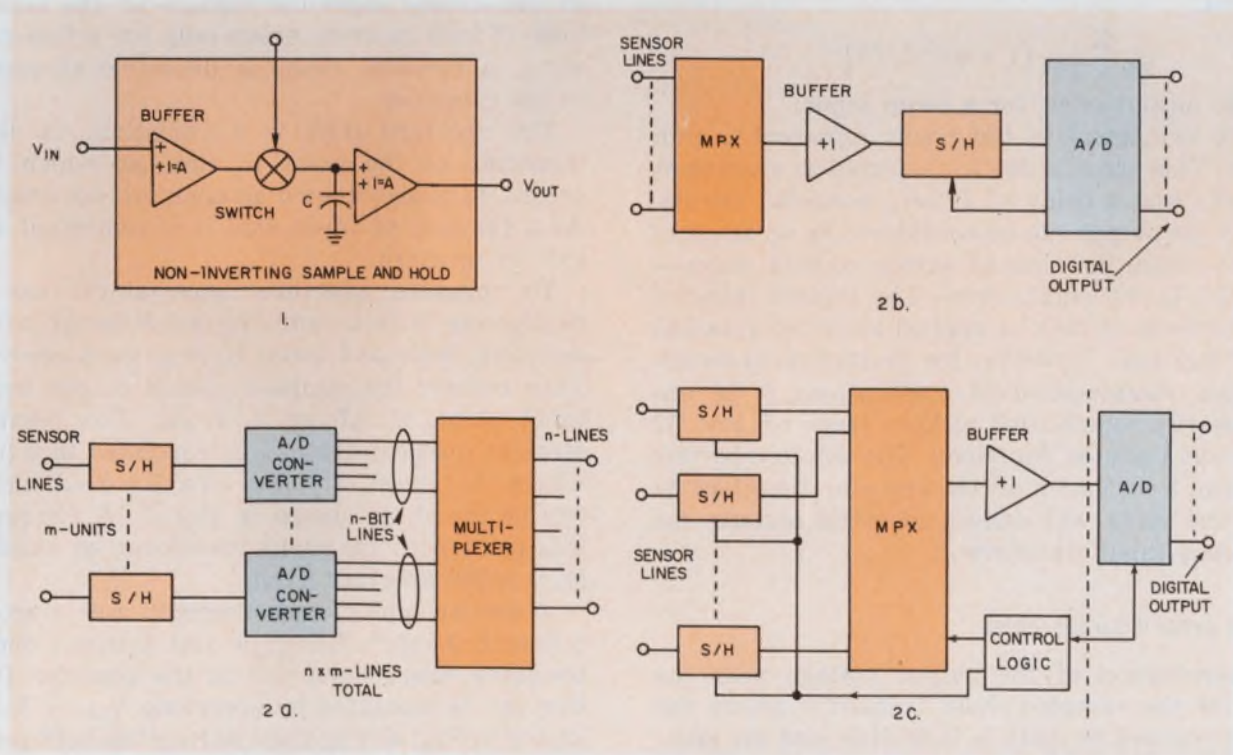 BUFFER
V_IN
+
+1=A
SWITCH
C
+
+1=A
V_OUT
NON-INVERTING SAMPLE AND HOLD
1.
SENSOR
LINES
MPX
BUFFER
+1
S/H
A/D
DIGITAL
OUTPUT
2b.
SENSOR
LINES
S/H
m-UNITS
S/H
A/D
CON-
VERTER
A/D
CON-
VERTER
n-BIT
LINES
n x m-LINES
TOTAL
MULTI-
PLEXER
n-LINES
2a.
S/H
S/H
SENSOR
LINES
S/H
MPX
BUFFER
+1
A/D
DIGITAL
OUTPUT
CONTROL
LOGIC
2c.